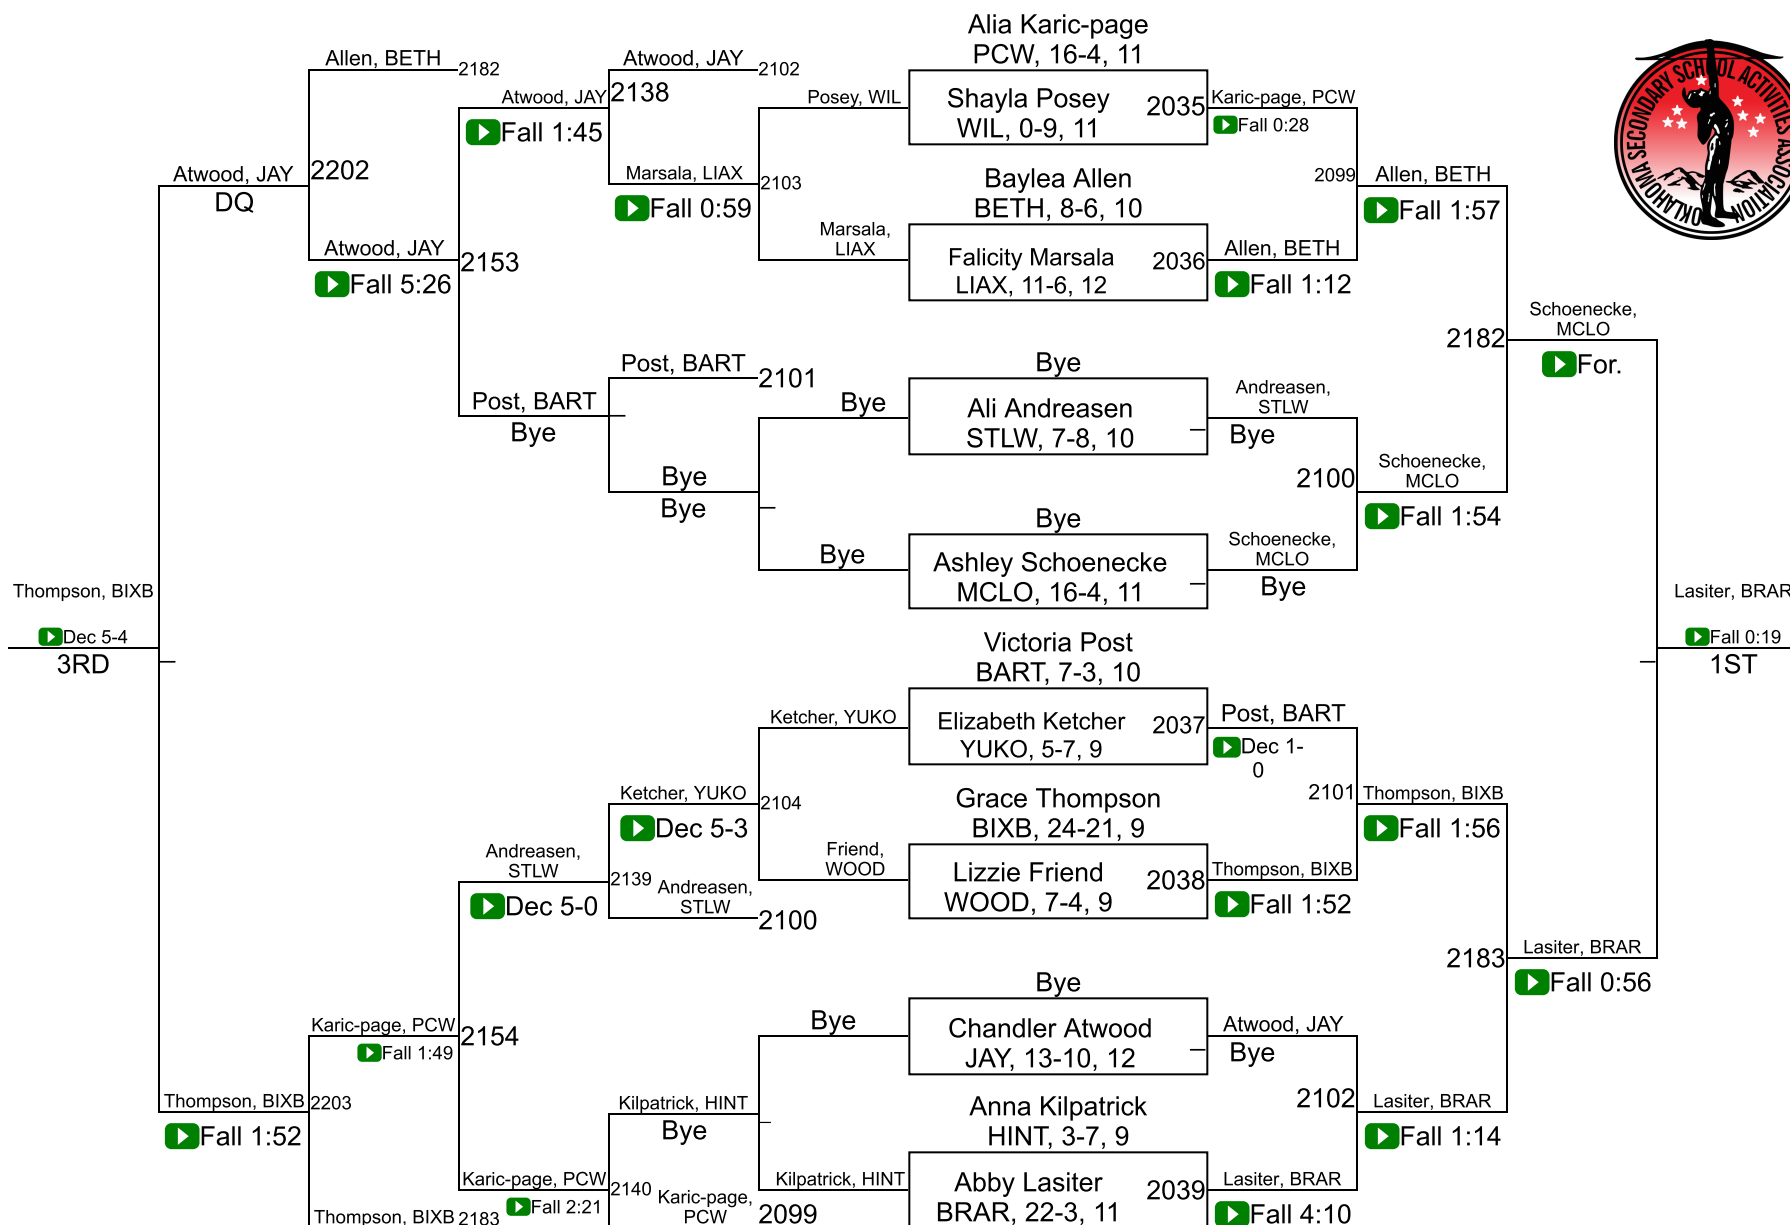 Alia Karic-page
PCW, 16-4, 11
Allen, BETH
2182
Atwood, JAY
2102
Atwood, JAY
2138
Posey, WIL
Shayla Posey
WIL, 0-9, 11
2035
Karic-page, PCW
Fall 0:28
Fall 1:45
OKLAHOMA SECONDARY SCHOOL ACTIVITIES ASSOCIATION
Atwood, JAY
2202
DQ
Marsala, LIAX
2103
Fall 0:59
Baylea Allen
BETH, 8-6, 10
2099
Allen, BETH
Fall 1:57
Atwood, JAY
2153
Fall 5:26
Marsala,
LIAX
Falicity Marsala
LIAX, 11-6, 12
2036
Allen, BETH
Fall 1:12
Schoenecke,
MCLO
2182
For.
Post, BART
2101
Bye
Post, BART
Bye
Bye
Ali Andreasen
STLW, 7-8, 10
Andreasen,
STLW
Bye
Bye
Bye
2100
Schoenecke,
MCLO
Fall 1:54
Bye
Bye
Ashley Schoenecke
MCLO, 16-4, 11
Schoenecke,
MCLO
Bye
Thompson, BIXB
Dec 5-4
3RD
Lasiter, BRAR
Fall 0:19
1ST
Victoria Post
BART, 7-3, 10
Ketcher, YUKO
Elizabeth Ketcher
YUKO, 5-7, 9
2037
Post, BART
Dec 1-
0
Ketcher, YUKO
2104
Dec 5-3
Grace Thompson
BIXB, 24-21, 9
2101
Thompson, BIXB
Fall 1:56
Andreasen,
STLW
2139
Dec 5-0
Andreasen,
STLW
2100
Friend,
WOOD
Lizzie Friend
WOOD, 7-4, 9
2038
Thompson, BIXB
Fall 1:52
2183
Lasiter, BRAR
Fall 0:56
Bye
Karic-page, PCW
2154
Fall 1:49
Bye
Chandler Atwood
JAY, 13-10, 12
Atwood, JAY
Bye
Thompson, BIXB
2203
Fall 1:52
Kilpatrick, HINT
Bye
Anna Kilpatrick
HINT, 3-7, 9
2102
Lasiter, BRAR
Fall 1:14
Karic-page, PCW
2140
Fall 2:21
Karic-page,
PCW
2099
Kilpatrick, HINT
Abby Lasiter
BRAR, 22-3, 11
2039
Lasiter, BRAR
Fall 4:10
Thompson, BIXB
2183